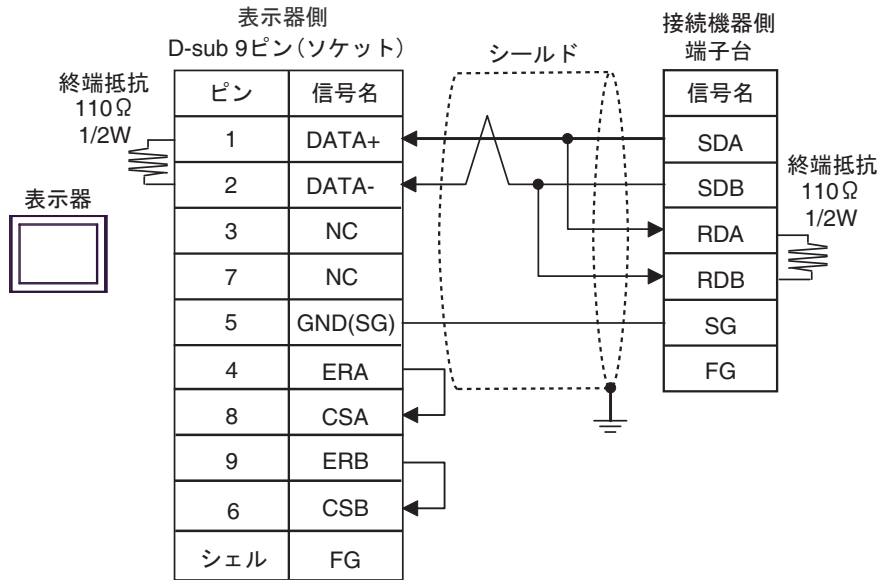 表示器側
D-sub 9ピン(ソケット)
シールド
接続機器側
端子台
終端抵抗
110Ω
1/2W
表示器
ピン 信号名
1 DATA+
2 DATA-
3 NC
7 NC
5 GND(SG)
4 ERA
8 CSA
9 ERB
6 CSB
シェル FG
信号名
SDA
SDB
RDA
RDB
SG
FG
終端抵抗
110Ω
1/2W